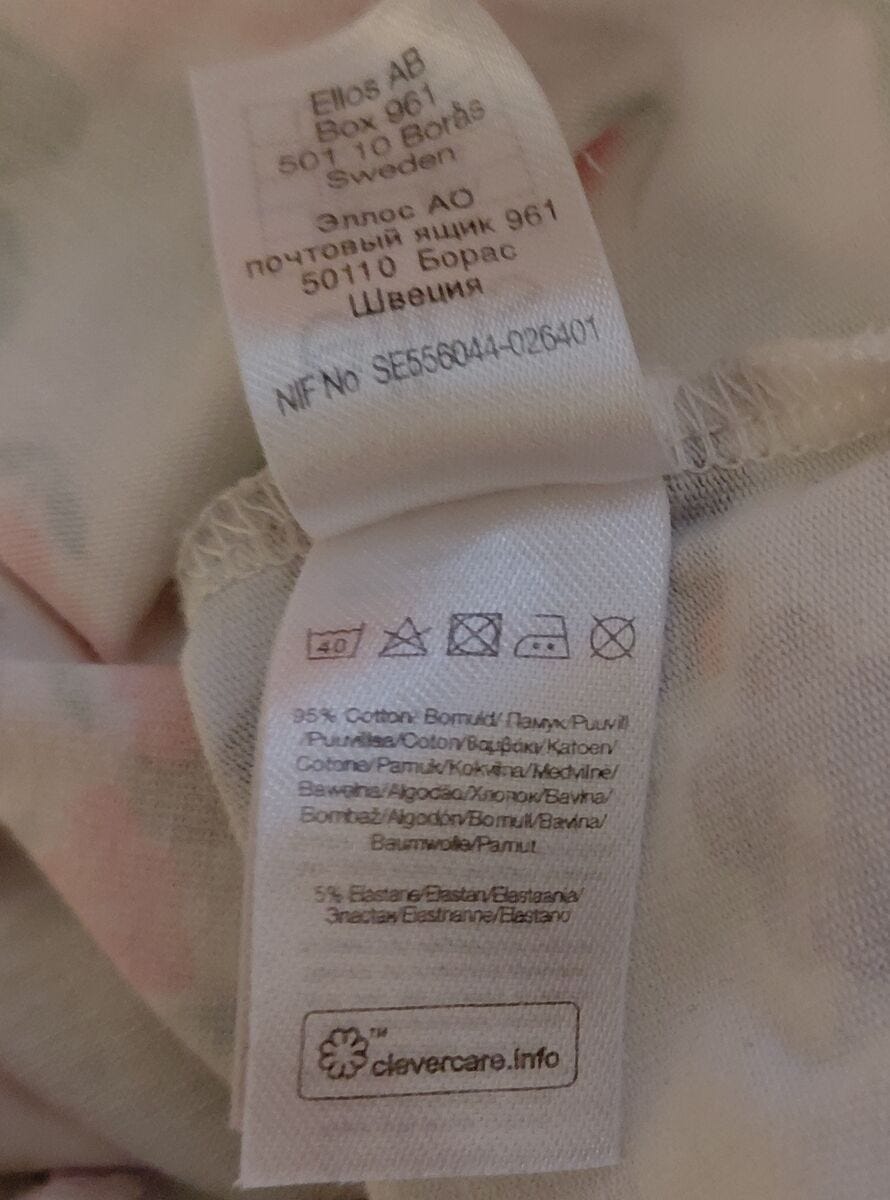 Ellos AB
Box 961
501 10 Borås
Sweden
Эллос АО
почтовый ящик 961
50110 Борас
Швеция
NIF No SE556044-026401
40
95% Cotton/ Bomuld/ Памук/Puuvill
/Puuvillaa/Coton/Βαμβάκι/Katoen/
Cotone/Pamuk/Kokvilna/Medvilnė/
Bawełna/Algodão/Хлопок/Bavlna/
Bombaž/Algodón/Bomull/Bavlna/
Baumwolle/Pamut
5% Elastane/Elastan/Elastaania/
Эластан/Elasthanne/Elastano
™
clevercare.info